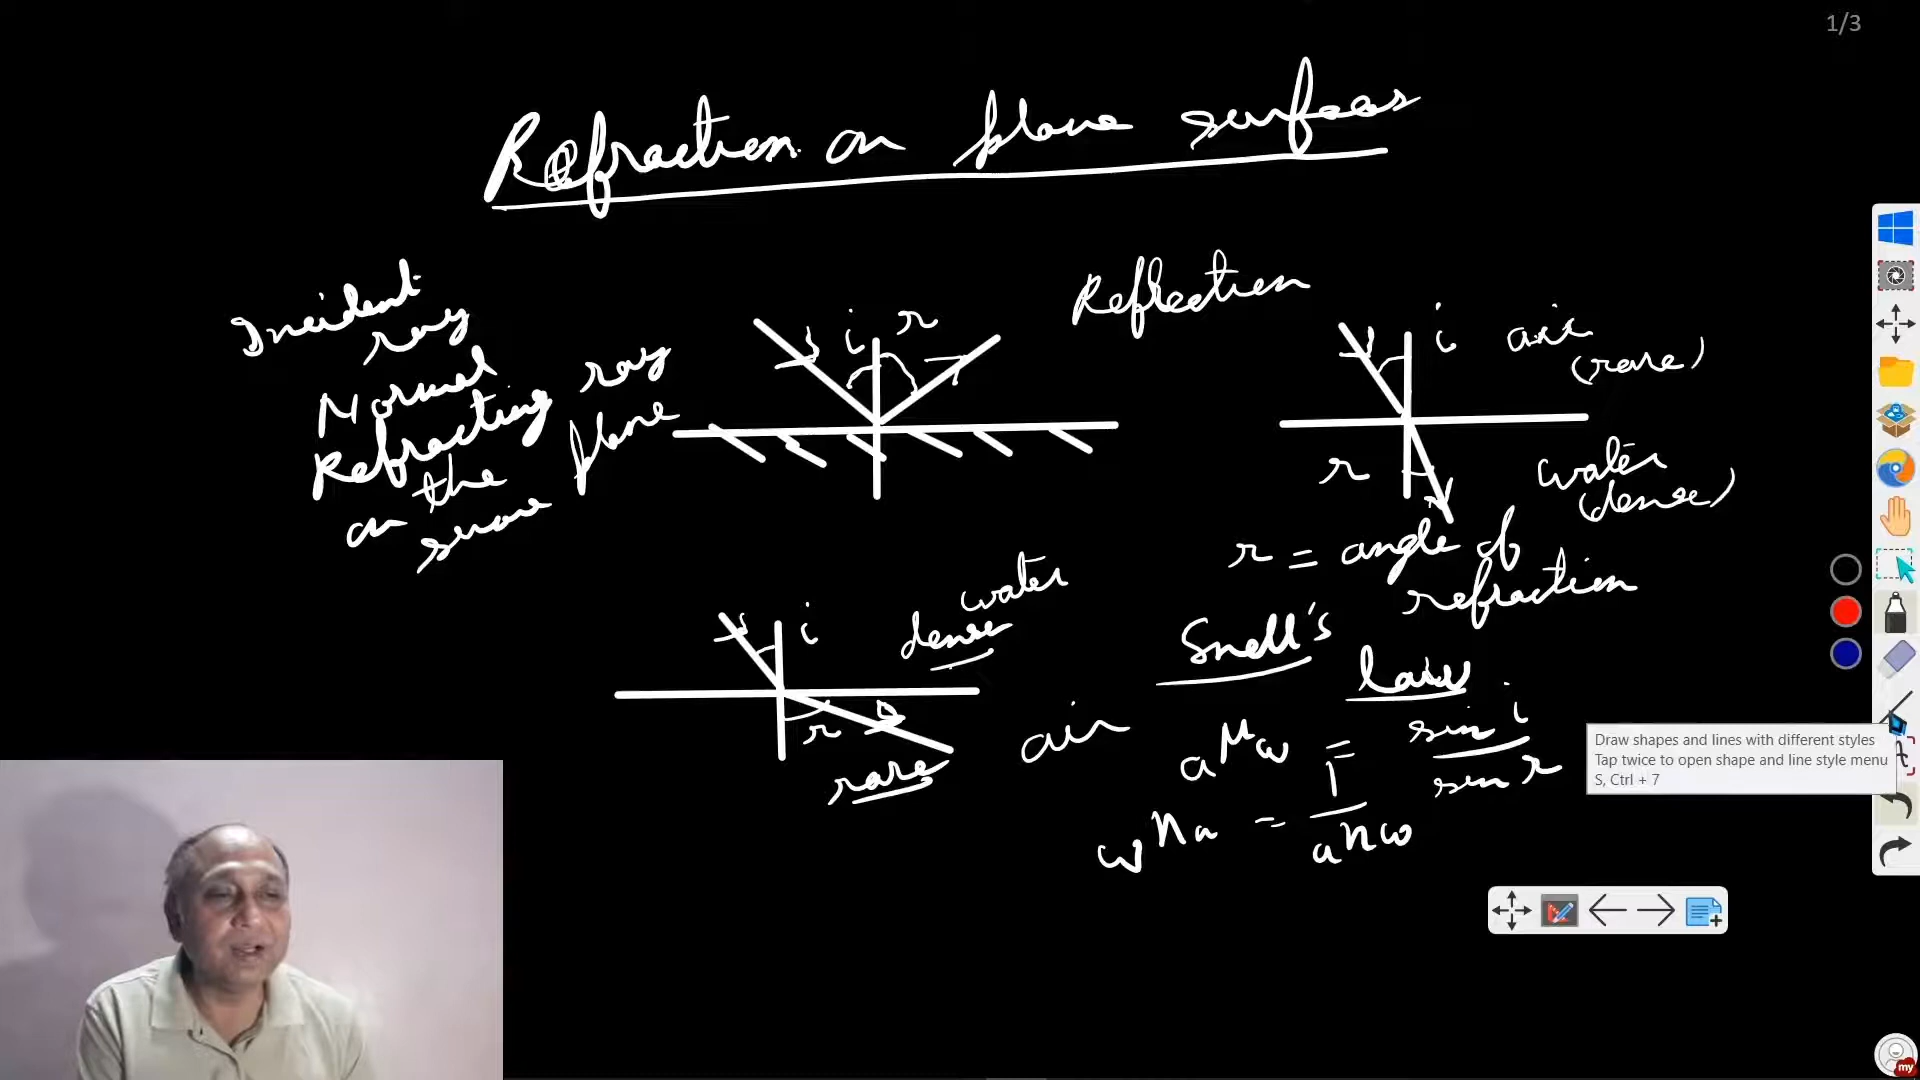 1/3
Refraction on plane surfaces
Incident
ray
Normal
Refracting ray
on the
same plane
i r
Reflection
i air
(rare)
r water
(dense)
r = angle of
refraction
i dense water
r
rare
air
Snell's
law
aμw = sin i / sin r
wna = 1 / anw
Draw shapes and lines with different styles
Tap twice to open shape and line style menu
S, Ctrl + 7
my